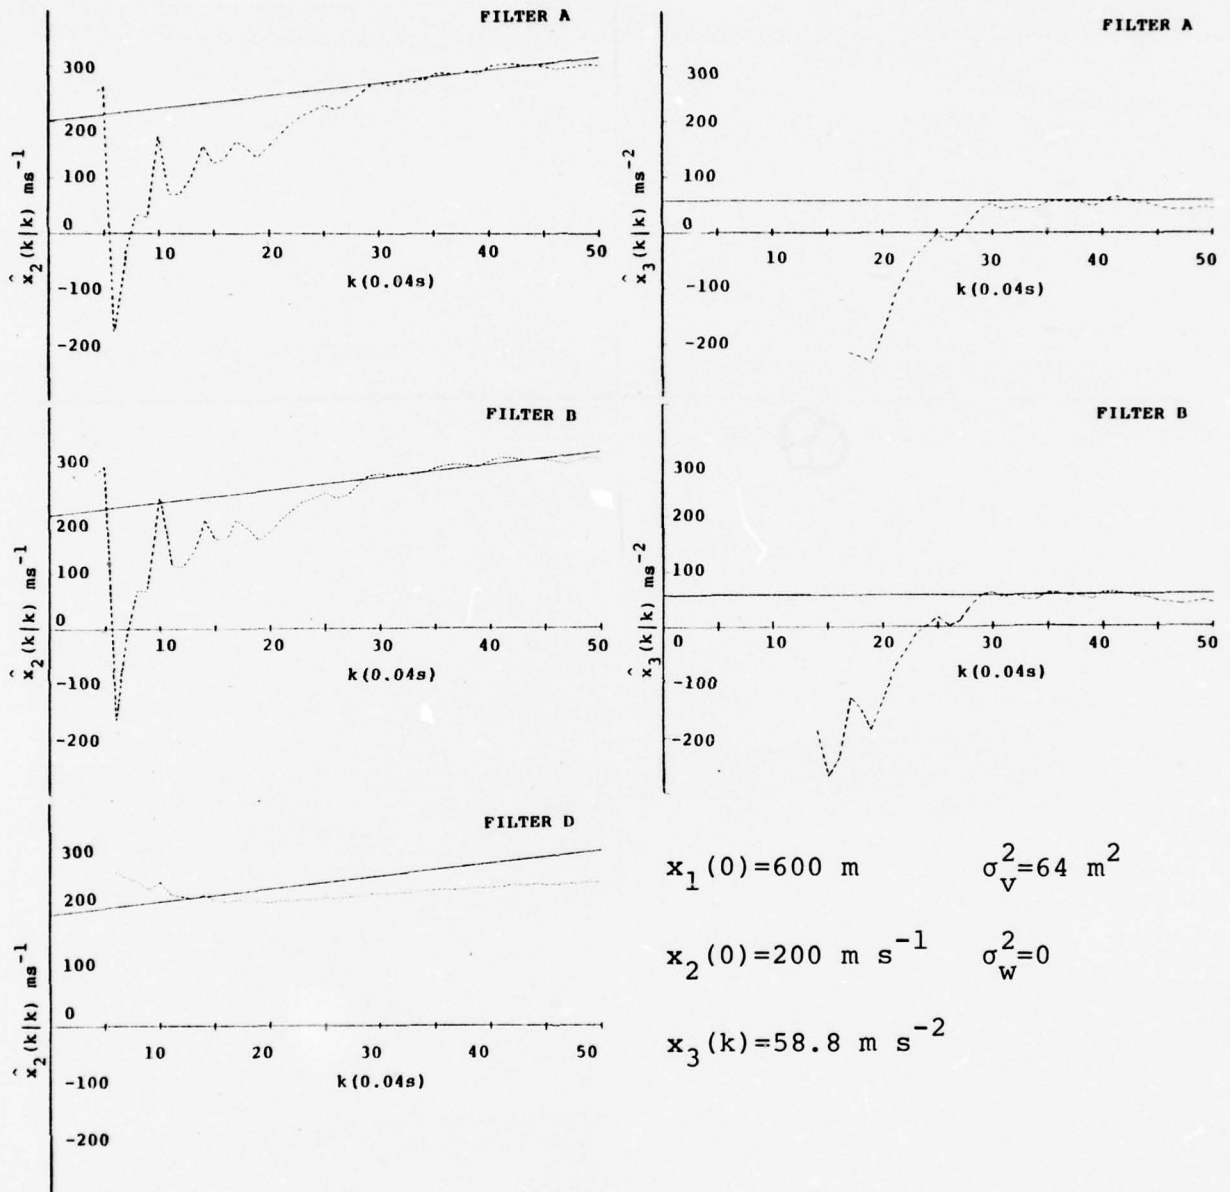 FILTER A
300
200
100
0
-100
-200
10 20 30 40 50
k(0.04s)
x̂₂(k|k) ms⁻¹
FILTER A
300
200
100
0
-100
-200
10 20 30 40 50
k(0.04s)
x̂₃(k|k) ms⁻²
FILTER B
300
200
100
0
-100
-200
10 20 30 40 50
k(0.04s)
x̂₂(k|k) ms⁻¹
FILTER B
300
200
100
0
-100
-200
10 20 30 40 50
k(0.04s)
x̂₃(k|k) ms⁻²
FILTER D
300
200
100
0
-100
-200
10 20 30 40 50
k(0.04s)
x̂₂(k|k) ms⁻¹
x₁(0)=600 m σ²ᵥ=64 m²
x₂(0)=200 m s⁻¹ σ²w=0
x₃(k)=58.8 m s⁻²